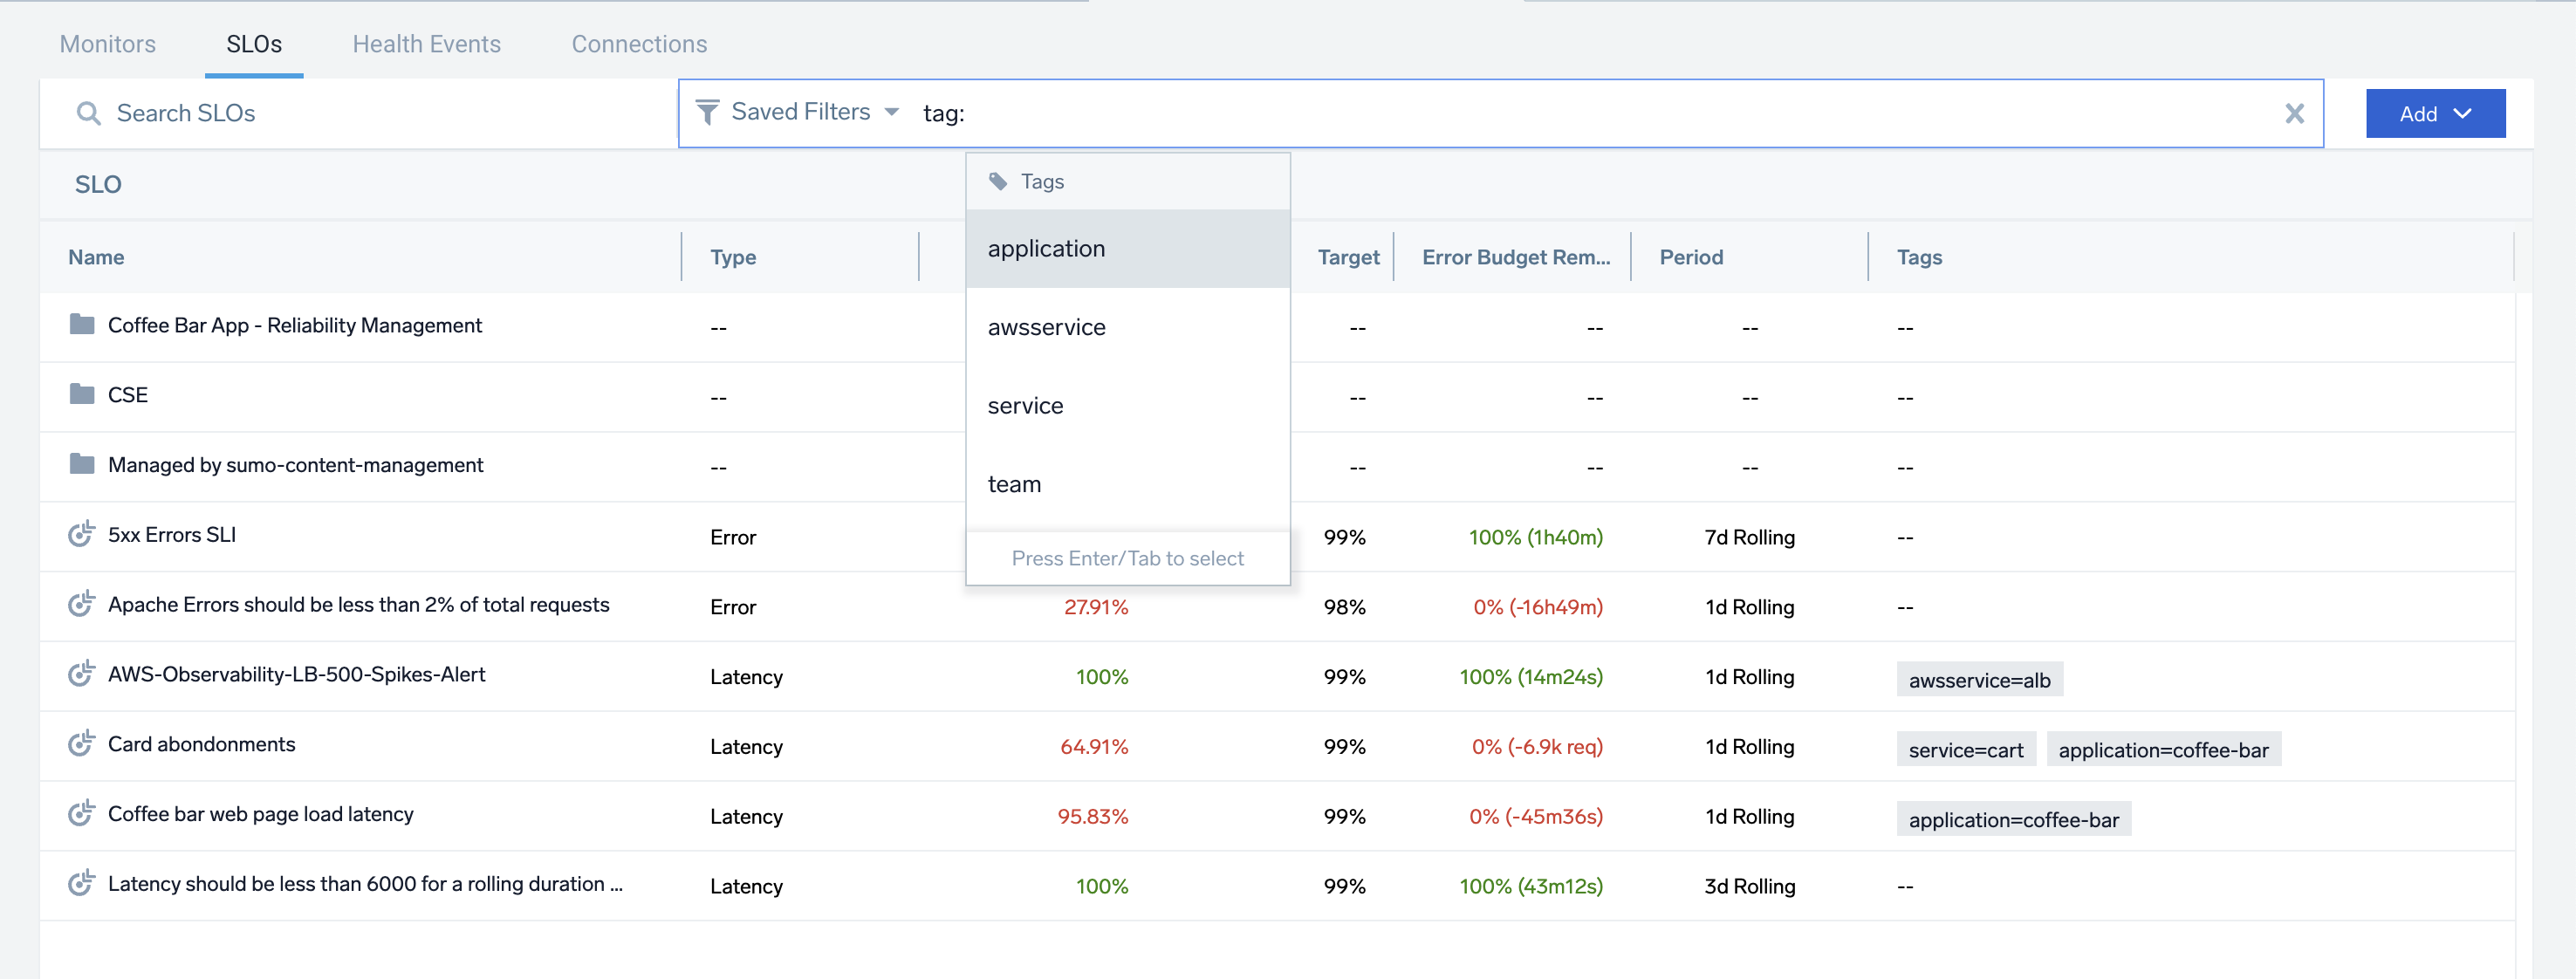 Monitors SLOs Health Events Connections
Search SLOs Saved Filters tag: Add
SLO
Tags
application
awsservice
service
team
Press Enter/Tab to select
Name Type Target Error Budget Rem... Period Tags
Coffee Bar App - Reliability Management -- -- -- -- --
CSE -- -- -- -- --
Managed by sumo-content-management -- -- -- -- --
5xx Errors SLI Error 99% 100% (1h40m) 7d Rolling --
Apache Errors should be less than 2% of total requests Error 27.91% 98% 0% (-16h49m) 1d Rolling --
AWS-Observability-LB-500-Spikes-Alert Latency 100% 99% 100% (14m24s) 1d Rolling awsservice=alb
Card abondonments Latency 64.91% 99% 0% (-6.9k req) 1d Rolling service=cart application=coffee-bar
Coffee bar web page load latency Latency 95.83% 99% 0% (-45m36s) 1d Rolling application=coffee-bar
Latency should be less than 6000 for a rolling duration ... Latency 100% 99% 100% (43m12s) 3d Rolling --